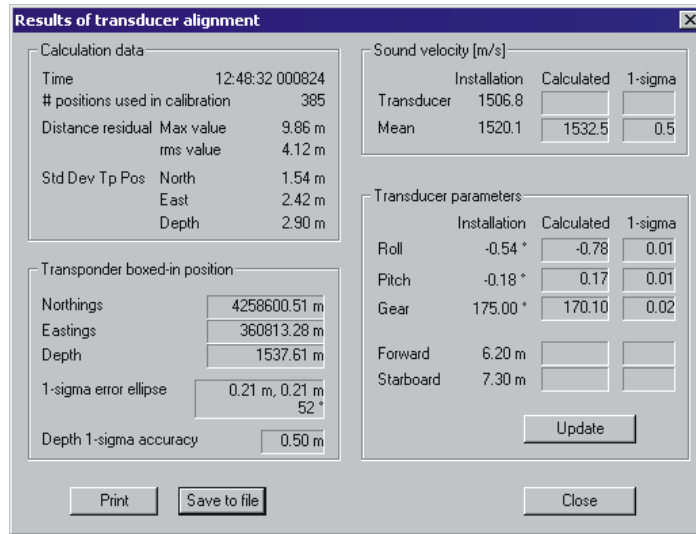 Results of transducer alignment
Calculation data
Time 12:48:32 000824
# positions used in calibration 385
Distance residual Max value 9.86 m
rms value 4.12 m
Std Dev Tp Pos North 1.54 m
East 2.42 m
Depth 2.90 m
Transponder boxed-in position
Northings 4258600.51 m
Eastings 360813.28 m
Depth 1537.61 m
1-sigma error ellipse 0.21 m, 0.21 m
52 °
Depth 1-sigma accuracy 0.50 m
Sound velocity [m/s]
Installation Calculated 1-sigma
Transducer 1506.8
Mean 1520.1 1532.5 0.5
Transducer parameters
Installation Calculated 1-sigma
Roll -0.54 ° -0.78 0.01
Pitch -0.18 ° 0.17 0.01
Gear 175.00 ° 170.10 0.02
Forward 6.20 m
Starboard 7.30 m
Update
Print Save to file Close